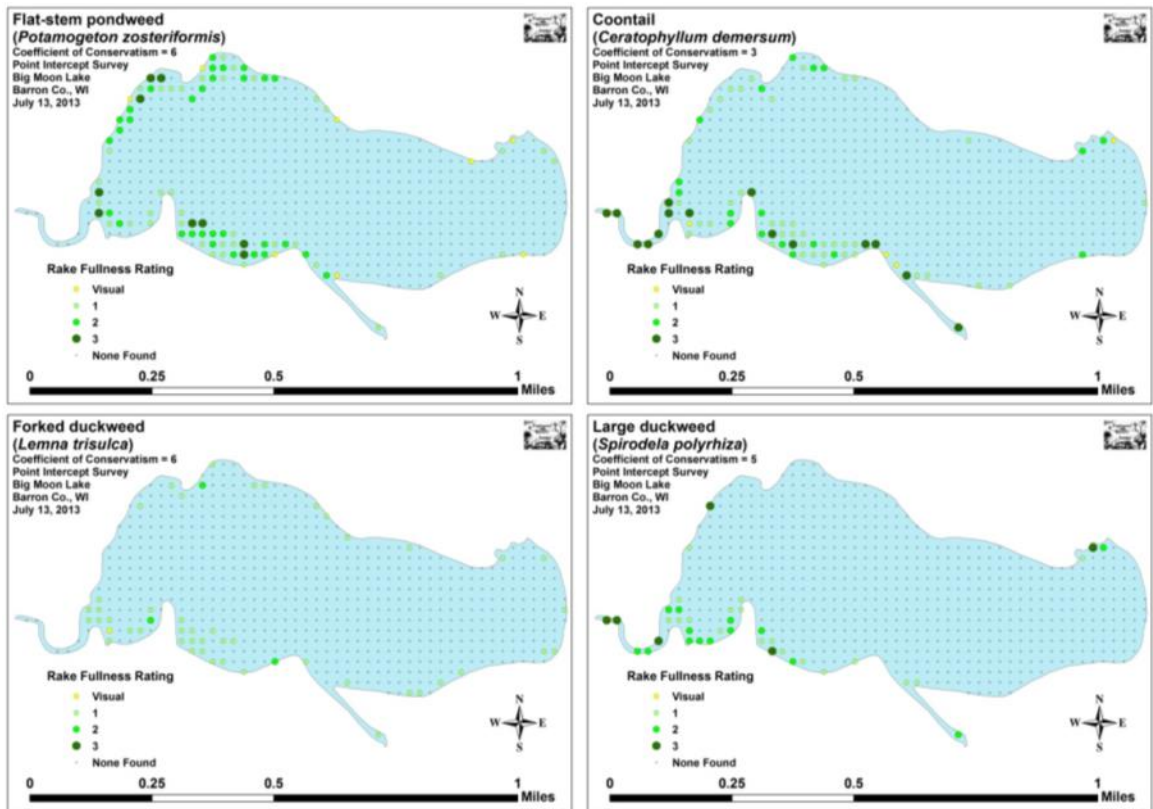 Flat-stem pondweed
(Potamogeton zosteriformis)
Coefficient of Conservatism = 6
Point Intercept Survey
Big Moon Lake
Barron Co., WI
July 13, 2013
Rake Fullness Rating
Visual
1
2
3
None Found
N
W E
S
0 0.25 0.5 1
Miles
Coontail
(Ceratophyllum demersum)
Coefficient of Conservatism = 3
Point Intercept Survey
Big Moon Lake
Barron Co., WI
July 13, 2013
Rake Fullness Rating
Visual
1
2
3
None Found
N
W E
S
0 0.25 0.5 1
Miles
Forked duckweed
(Lemna trisulca)
Coefficient of Conservatism = 6
Point Intercept Survey
Big Moon Lake
Barron Co., WI
July 13, 2013
Rake Fullness Rating
Visual
1
2
3
None Found
N
W E
S
0 0.25 0.5 1
Miles
Large duckweed
(Spirodela polyrhiza)
Coefficient of Conservatism = 5
Point Intercept Survey
Big Moon Lake
Barron Co., WI
July 13, 2013
Rake Fullness Rating
Visual
1
2
3
None Found
N
W E
S
0 0.25 0.5 1
Miles